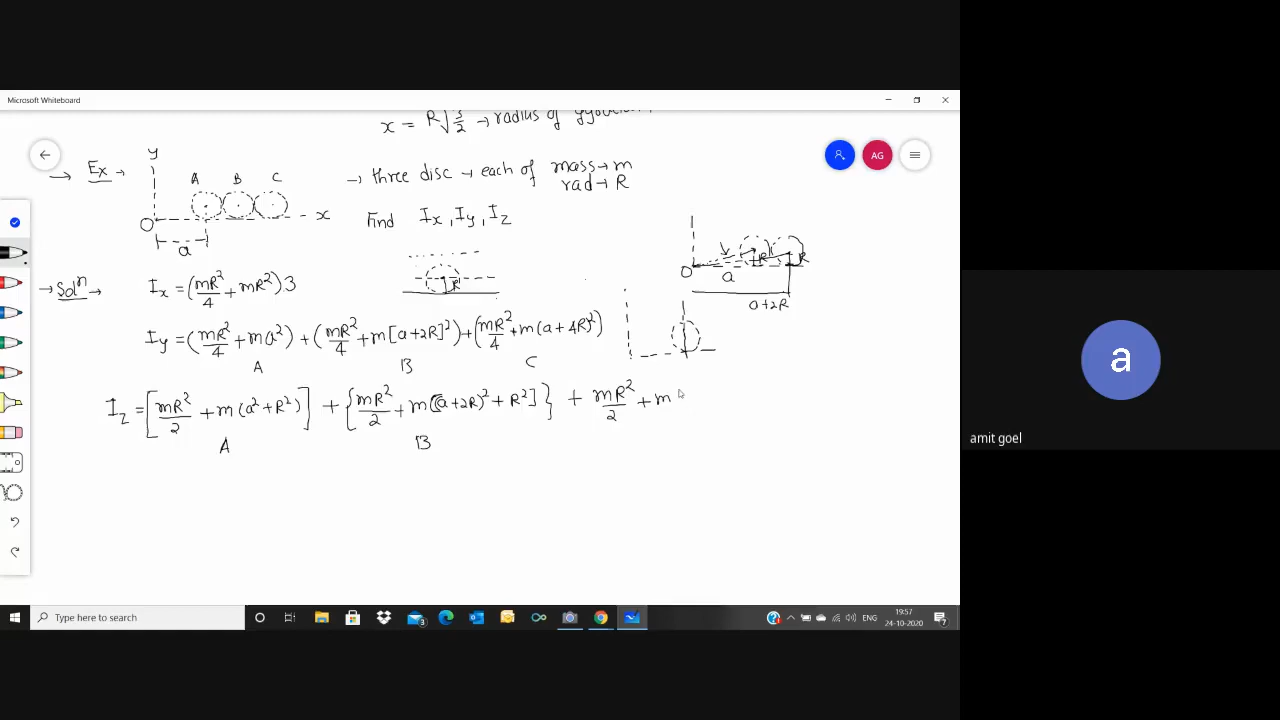 Microsoft Whiteboard
x = R√3/2 → radius of gyration
→ Ex →
y
A B C
O x
a
→ three disc → each of mass → m
rad → R
Find Ix, Iy, Iz
AG
→ Solⁿ →
Ix = (mR²/4 + mR²)3
R
O a R R
a+2R
Iy = (mR²/4 + m(a²) + (mR²/4 + m[a+2R]²) + (mR²/4 + m(a+4R)²)
A B C
Iz = [mR²/2 + m(a²+R²)] + {mR²/2 + m([a+2R)² + R²]} + mR²/2 + m
A B
a
amit goel
Type here to search
3
ENG
19:57
24-10-2020
7